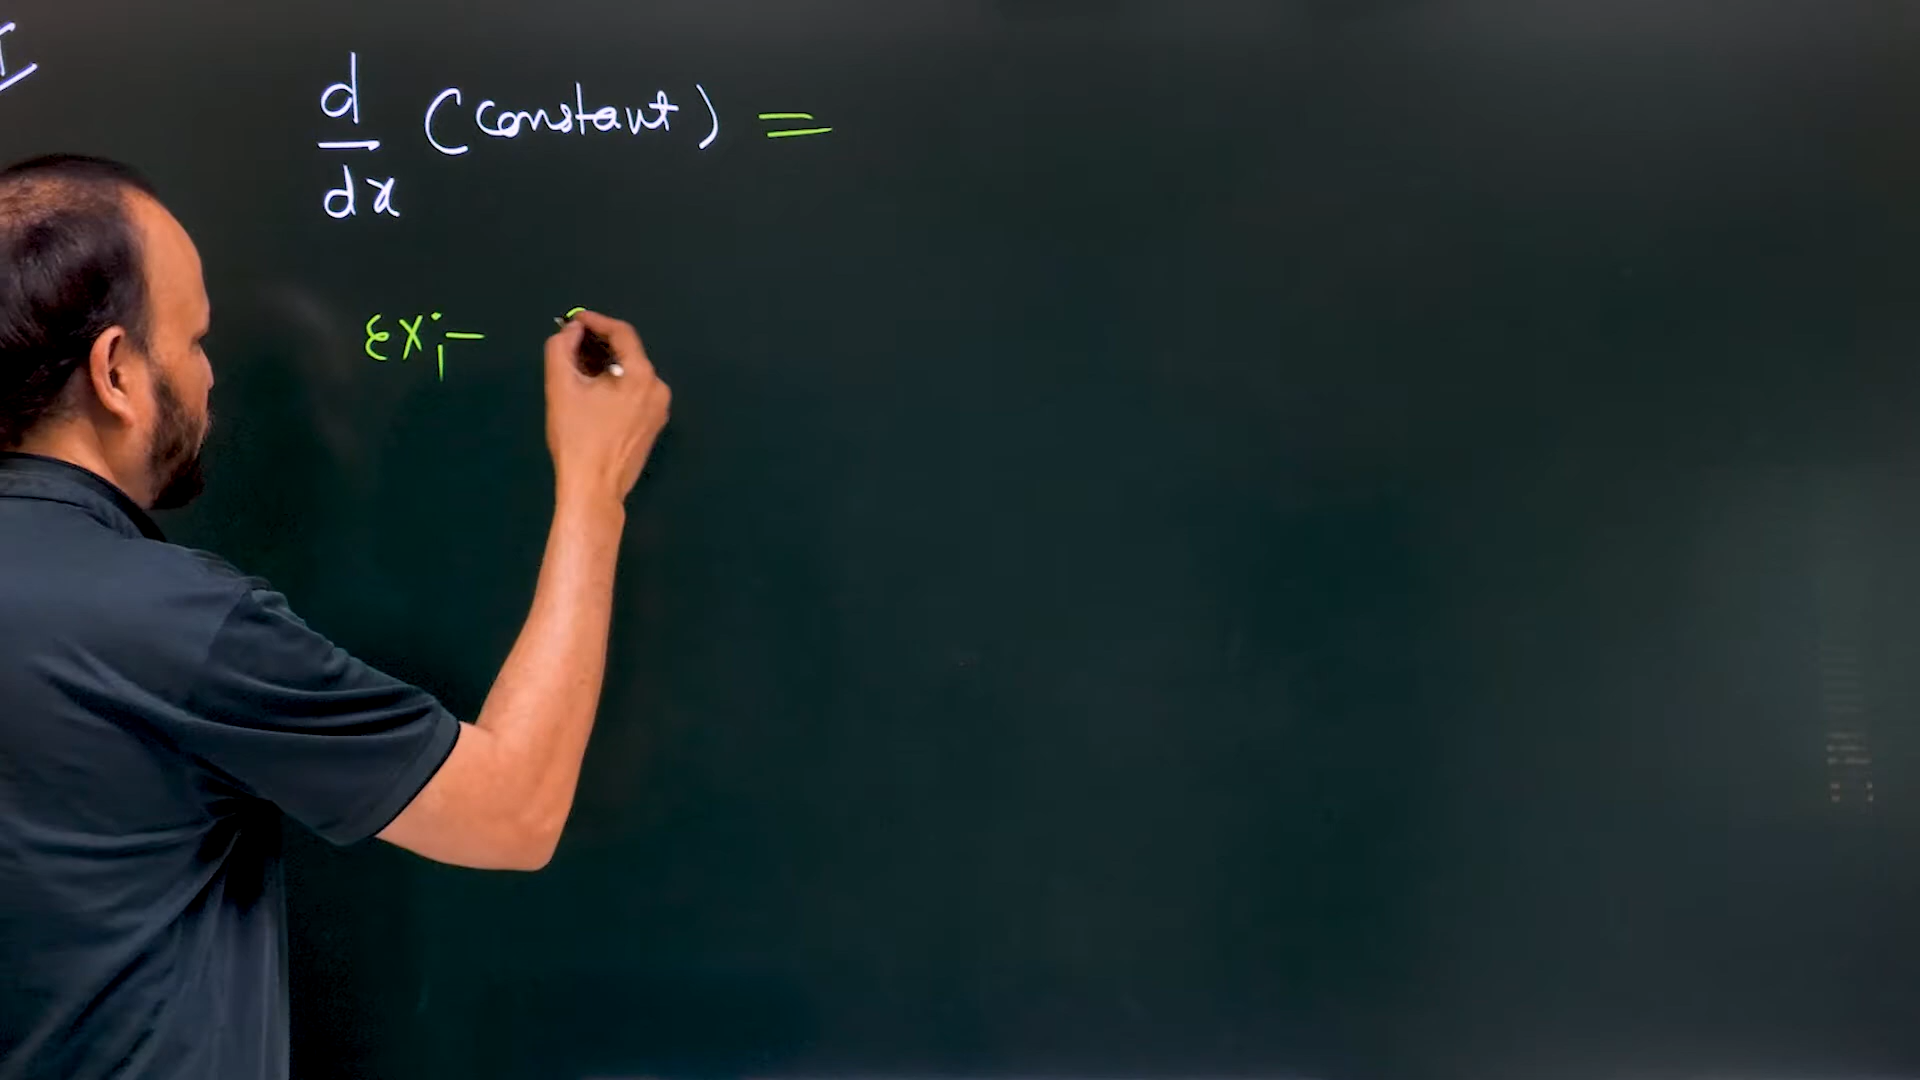 d/dx (constant) =
Ex:-